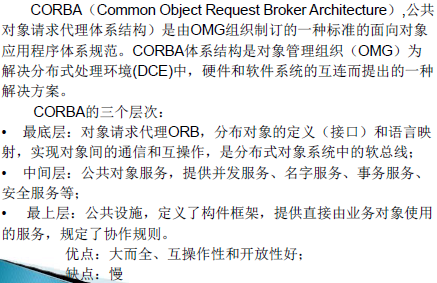 CORBA（Common Object Request Broker Architecture）,公共
对象请求代理体系结构）是由OMG组织制订的一种标准的面向对象
应用程序体系规范。CORBA体系结构是对象管理组织（OMG）为
解决分布式处理环境(DCE)中，硬件和软件系统的互连而提出的一种
解决方案。
CORBA的三个层次：
• 最底层：对象请求代理ORB，分布对象的定义（接口）和语言映
射，实现对象间的通信和互操作，是分布式对象系统中的软总线；
• 中间层：公共对象服务，提供并发服务、名字服务、事务服务、
安全服务等；
• 最上层：公共设施，定义了构件框架，提供直接由业务对象使用
的服务，规定了协作规则。
优点：大而全、互操作性和开放性好；
缺点：慢